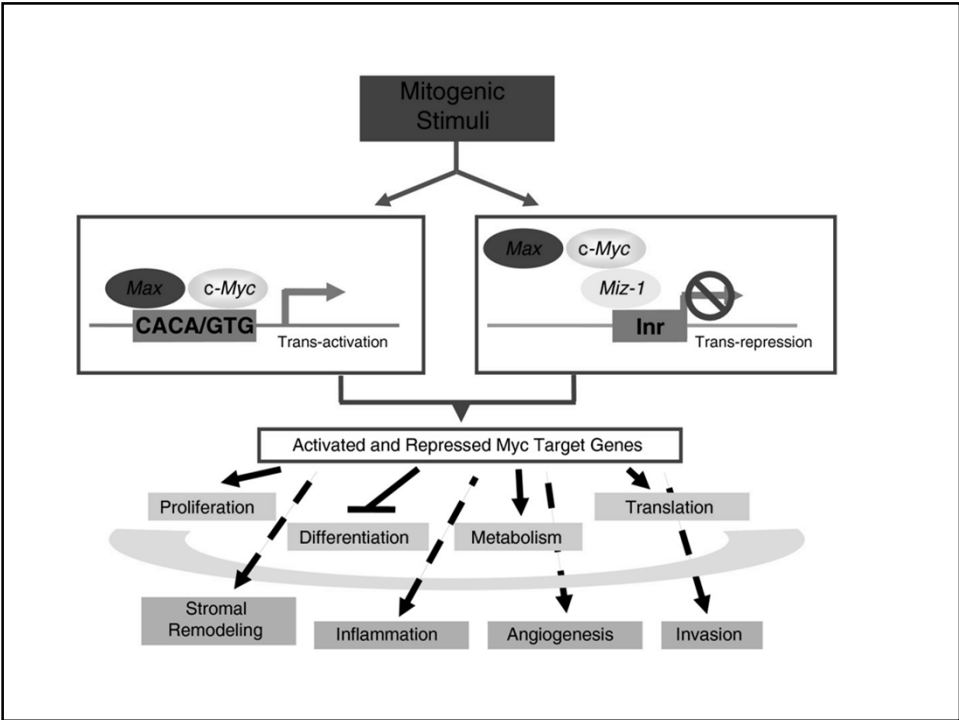 Mitogenic
Stimuli
Max
c-Myc
CACA/GTG
Trans-activation
Max
c-Myc
Miz-1
Inr
Trans-repression
Activated and Repressed Myc Target Genes
Proliferation
Differentiation
Metabolism
Translation
Stromal
Remodeling
Inflammation
Angiogenesis
Invasion